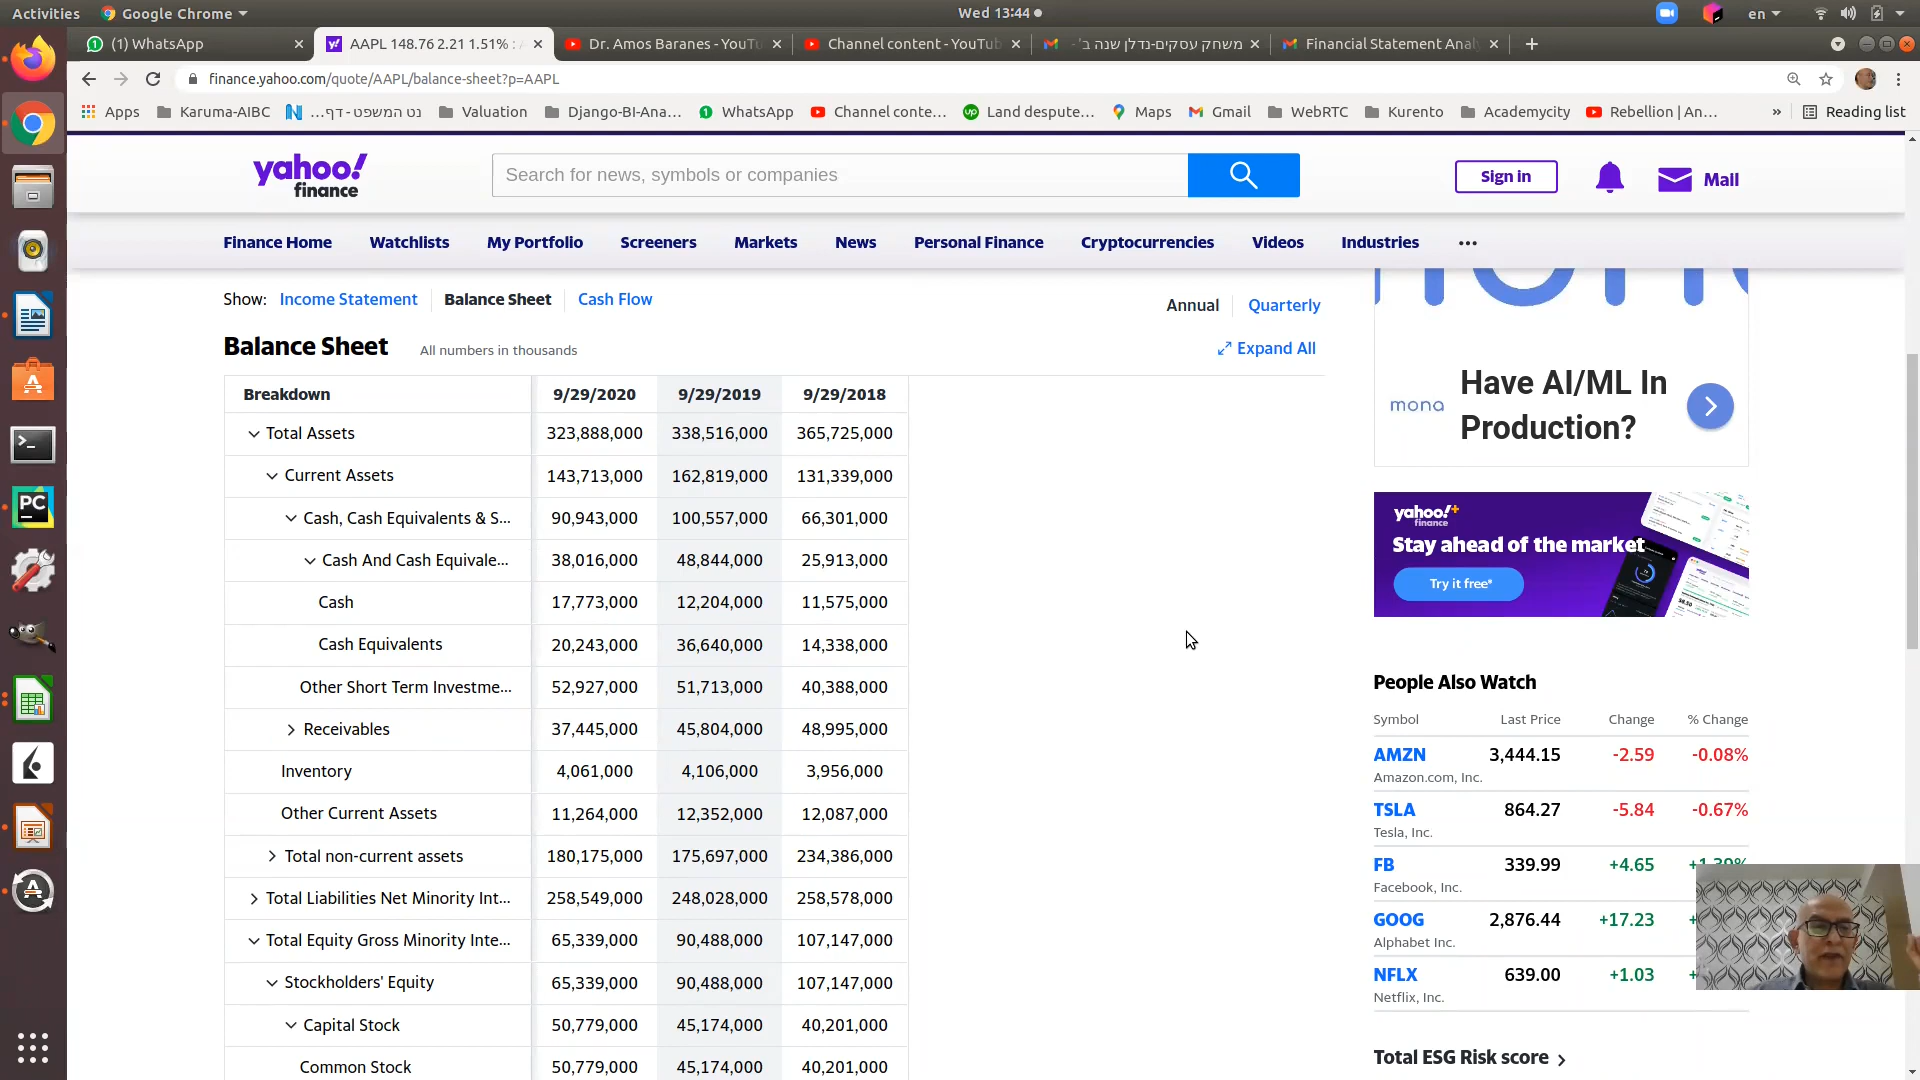 Activities Google Chrome Wed 13:44 en
(1) WhatsApp AAPL 148.76 2.21 1.51% : Dr. Amos Baranes - YouTu Channel content - YouTub משחק עסקים-נדלן שנה ב' - Financial Statement Anal
finance.yahoo.com/quote/AAPL/balance-sheet?p=AAPL
Apps Karuma-AIBC נט המשפט - דף... Valuation Django-BI-Ana... WhatsApp Channel conte... Land despute... Maps Gmail WebRTC Kurento Academycity Rebellion | An... » Reading list
yahoo!
finance
Search for news, symbols or companies
Sign in
Mail
Finance Home Watchlists My Portfolio Screeners Markets News Personal Finance Cryptocurrencies Videos Industries ...
Show: Income Statement Balance Sheet Cash Flow
Annual Quarterly
Balance Sheet All numbers in thousands
Expand All
Breakdown 9/29/2020 9/29/2019 9/29/2018
Total Assets 323,888,000 338,516,000 365,725,000
Current Assets 143,713,000 162,819,000 131,339,000
Cash, Cash Equivalents & S... 90,943,000 100,557,000 66,301,000
Cash And Cash Equivale... 38,016,000 48,844,000 25,913,000
Cash 17,773,000 12,204,000 11,575,000
Cash Equivalents 20,243,000 36,640,000 14,338,000
Other Short Term Investme... 52,927,000 51,713,000 40,388,000
Receivables 37,445,000 45,804,000 48,995,000
Inventory 4,061,000 4,106,000 3,956,000
Other Current Assets 11,264,000 12,352,000 12,087,000
Total non-current assets 180,175,000 175,697,000 234,386,000
Total Liabilities Net Minority Int... 258,549,000 248,028,000 258,578,000
Total Equity Gross Minority Inte... 65,339,000 90,488,000 107,147,000
Stockholders' Equity 65,339,000 90,488,000 107,147,000
Capital Stock 50,779,000 45,174,000 40,201,000
Common Stock 50,779,000 45,174,000 40,201,000
mona
Have AI/ML In
Production?
yahoo!+
finance
Stay ahead of the market
Try it free*
People Also Watch
Symbol Last Price Change % Change
AMZN 3,444.15 -2.59 -0.08%
Amazon.com, Inc.
TSLA 864.27 -5.84 -0.67%
Tesla, Inc.
FB 339.99 +4.65 +1.39%
Facebook, Inc.
GOOG 2,876.44 +17.23
Alphabet Inc.
NFLX 639.00 +1.03
Netflix, Inc.
Total ESG Risk score
PC